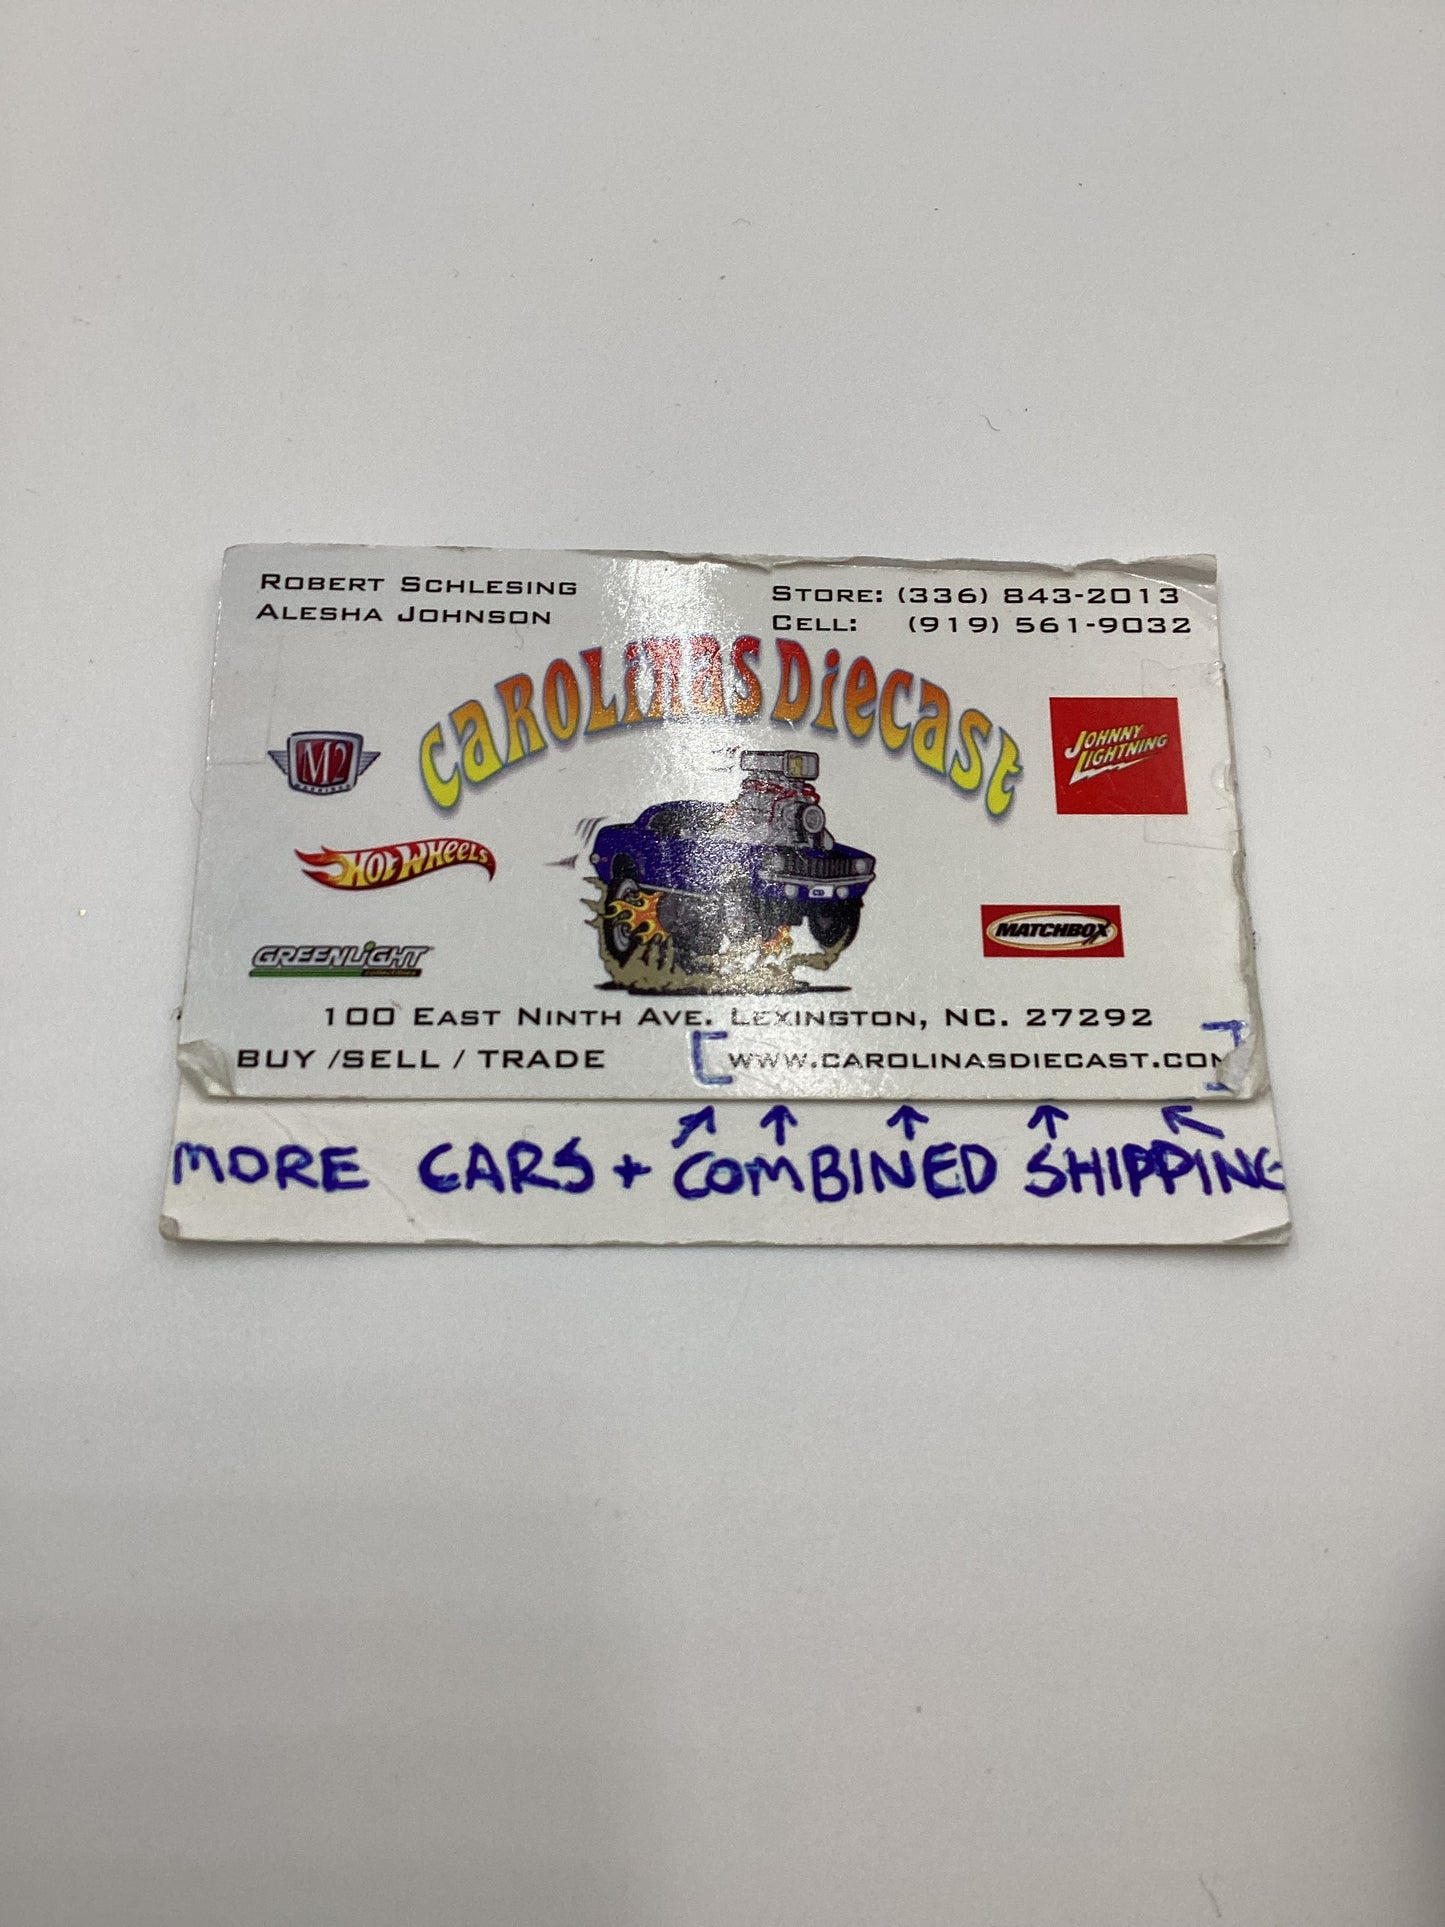 ROBERT SCHLESING
ALESHA JOHNSON
STORE: (336) 843-2013
CELL: (919) 561-9032
CAROLINAS DIECAST
M2
JOHNNY
LIGHTNING
HOT WHEELS
GREENLIGHT
MATCHBOX
100 EAST NINTH AVE. LEXINGTON, NC. 27292
BUY /SELL / TRADE
[WWW.CAROLINASDIECAST.COM]
MORE CARS + COMBINED SHIPPING